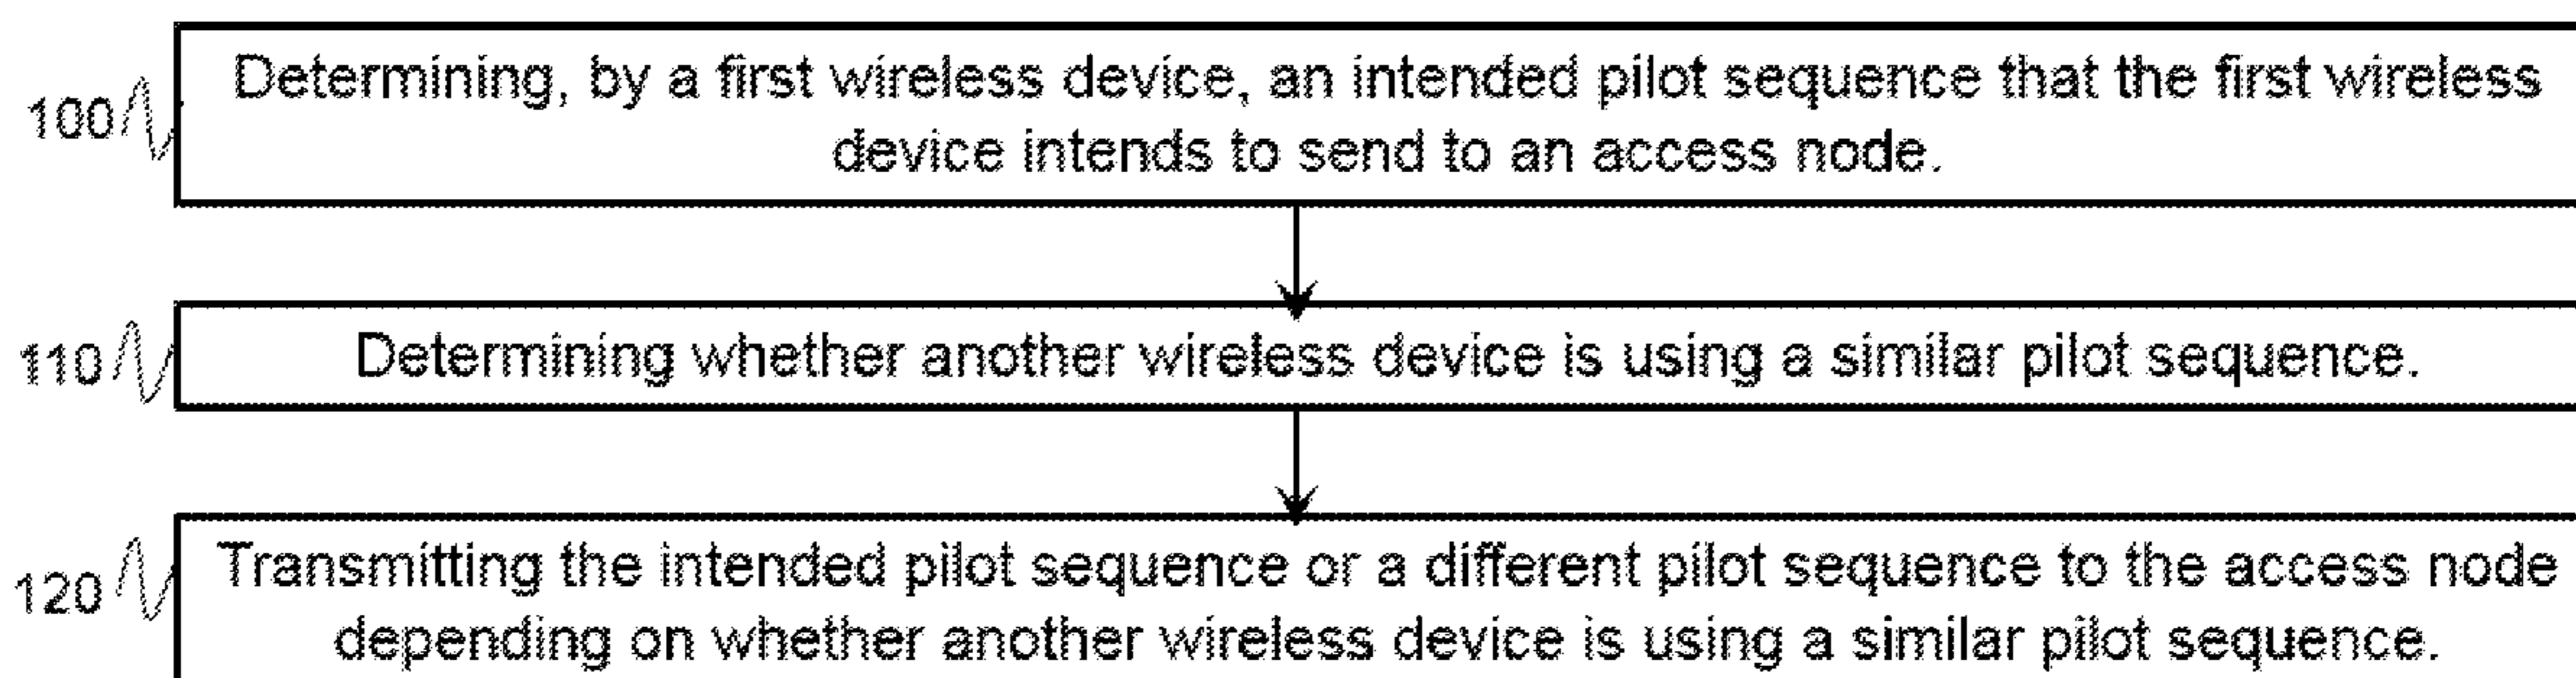 100 Determining, by a first wireless device, an intended pilot sequence that the first wireless
device intends to send to an access node.
110 Determining whether another wireless device is using a similar pilot sequence.
120 Transmitting the intended pilot sequence or a different pilot sequence to the access node
depending on whether another wireless device is using a similar pilot sequence.